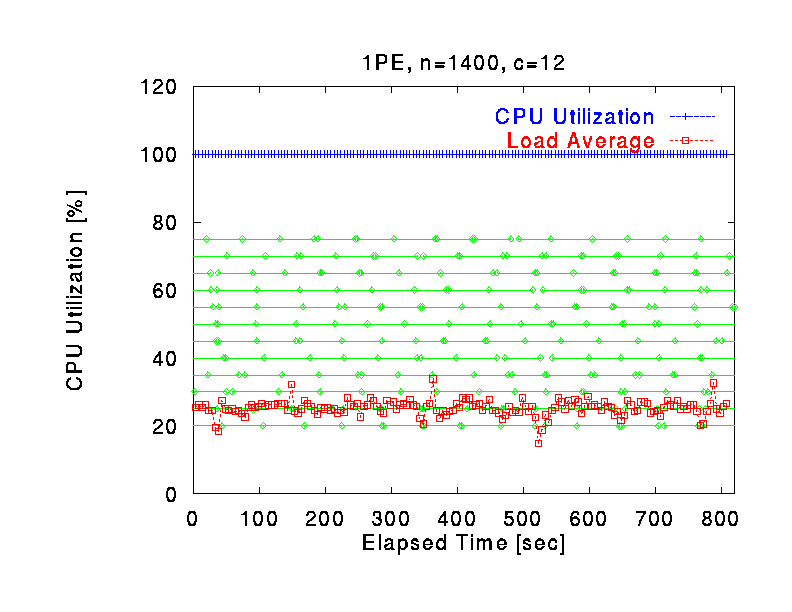 1PE, n=1400, c=12
120
CPU Utilization
Load Average
100
80
60
40
20
0
CPU Utilization [%]
0 100 200 300 400 500 600 700 800
Elapsed Time [sec]